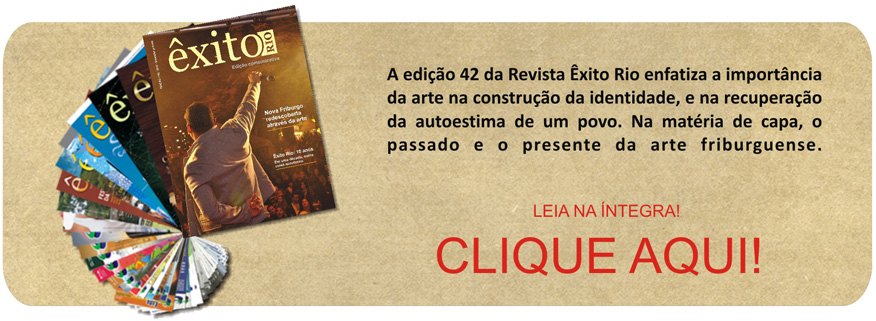 êxito RIO
Edição comemorativa
Nova Friburgo
redescoberta
através da arte
Êxito Rio: 10 anos
A edição 42 da Revista Êxito Rio enfatiza a importância
da arte na construção da identidade, e na recuperação
da autoestima de um povo. Na matéria de capa, o
passado e o presente da arte friburguense.
LEIA NA ÍNTEGRA!
CLIQUE AQUI!